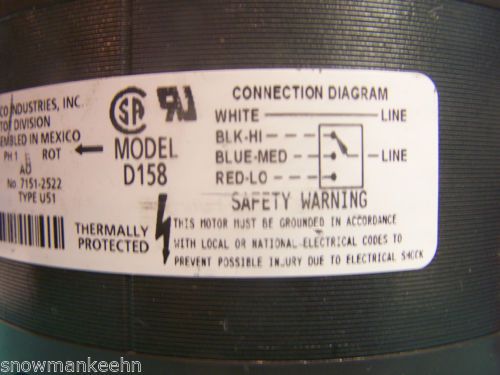 CO INDUSTRIES, INC.
TOR DIVISION
EMBLED IN MEXICO
PH 1 ROT
AO
No. 7151-2522
TYPE U51
THERMALLY
PROTECTED
SA
MODEL
D158
CONNECTION DIAGRAM
WHITE LINE
BLK-HI
BLUE-MED LINE
RED-LO
SAFETY WARNING
THIS MOTOR MUST BE GROUNDED IN ACCORDANCE
WITH LOCAL OR NATIONAL ELECTRICAL CODES TO
PREVENT POSSIBLE INJURY DUE TO ELECTRICAL SHOCK
snowmankeehn